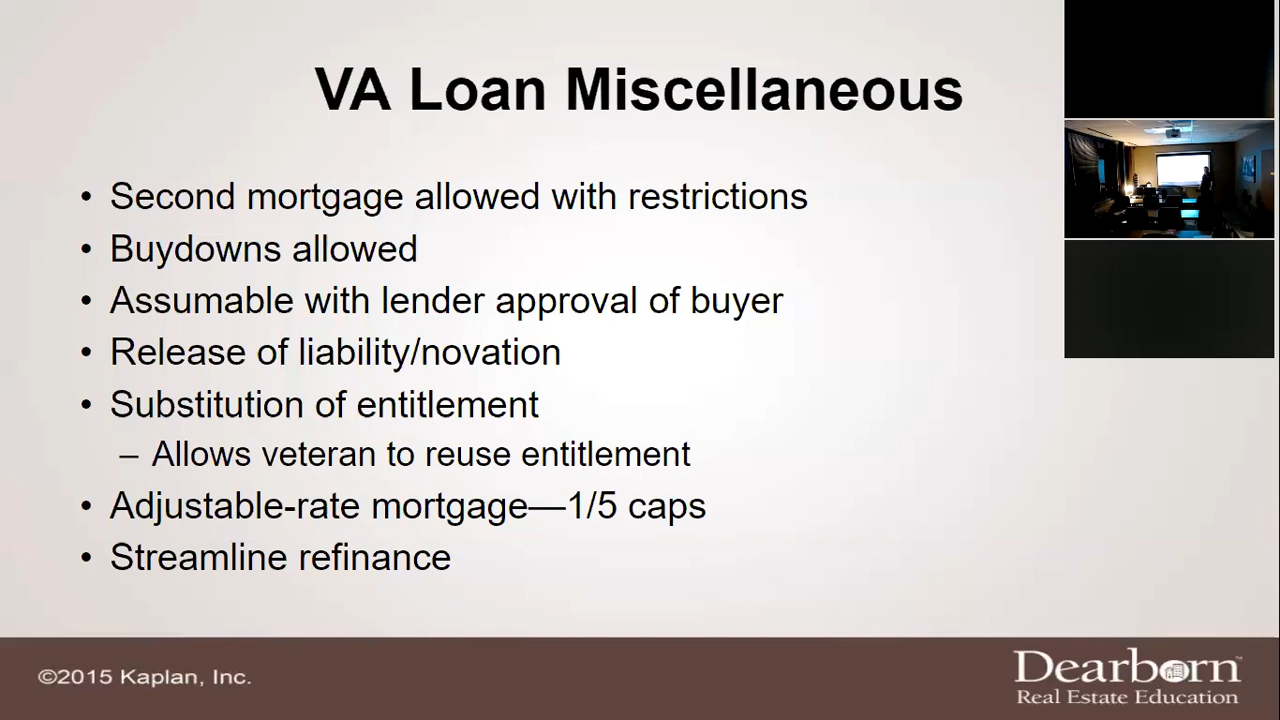 VA Loan Miscellaneous
• Second mortgage allowed with restrictions
• Buydowns allowed
• Assumable with lender approval of buyer
• Release of liability/novation
• Substitution of entitlement
– Allows veteran to reuse entitlement
• Adjustable-rate mortgage—1/5 caps
• Streamline refinance
©2015 Kaplan, Inc.
Dearborn™
Real Estate Education